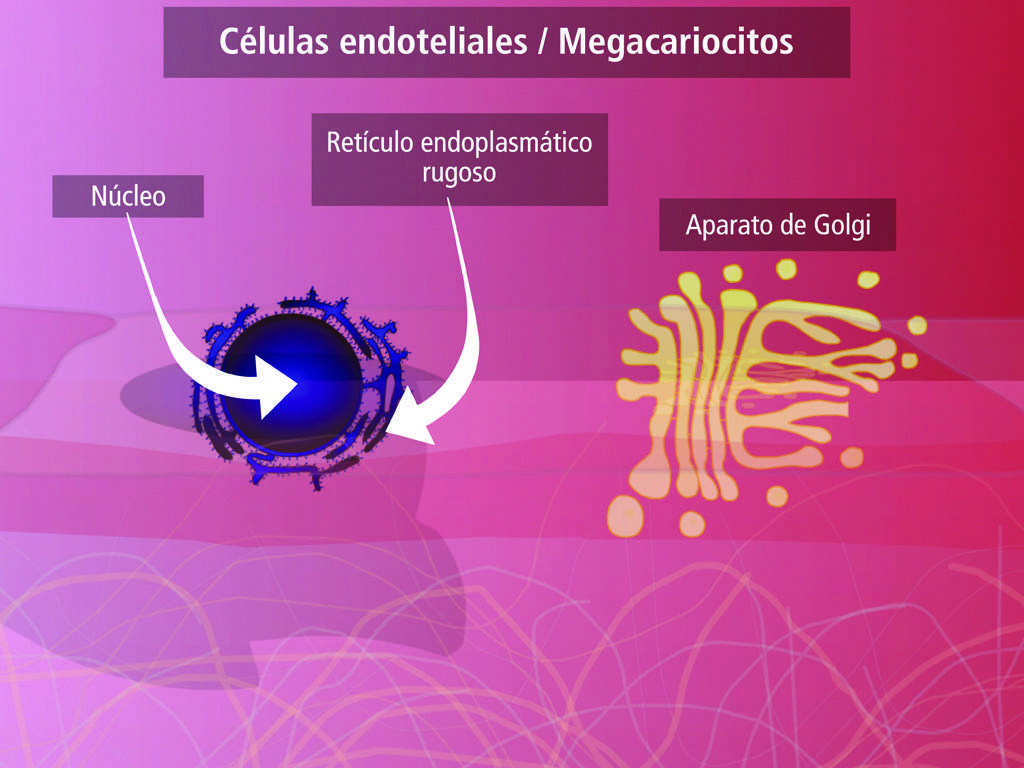 Células endoteliales / Megacariocitos
Retículo endoplasmático
rugoso
Núcleo
Aparato de Golgi